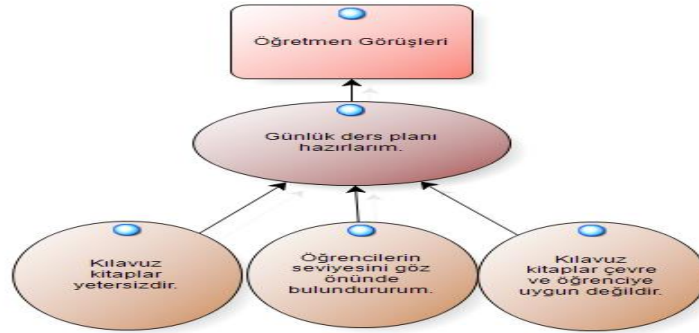 Öğretmen Görüşleri
Günlük ders planı
hazırlarım.
Kılavuz
kitaplar
yetersizdir.
Öğrencilerin
seviyesini göz
önünde
bulundururum.
Kılavuz
kitaplar çevre
ve öğrenciye
uygun değildir.